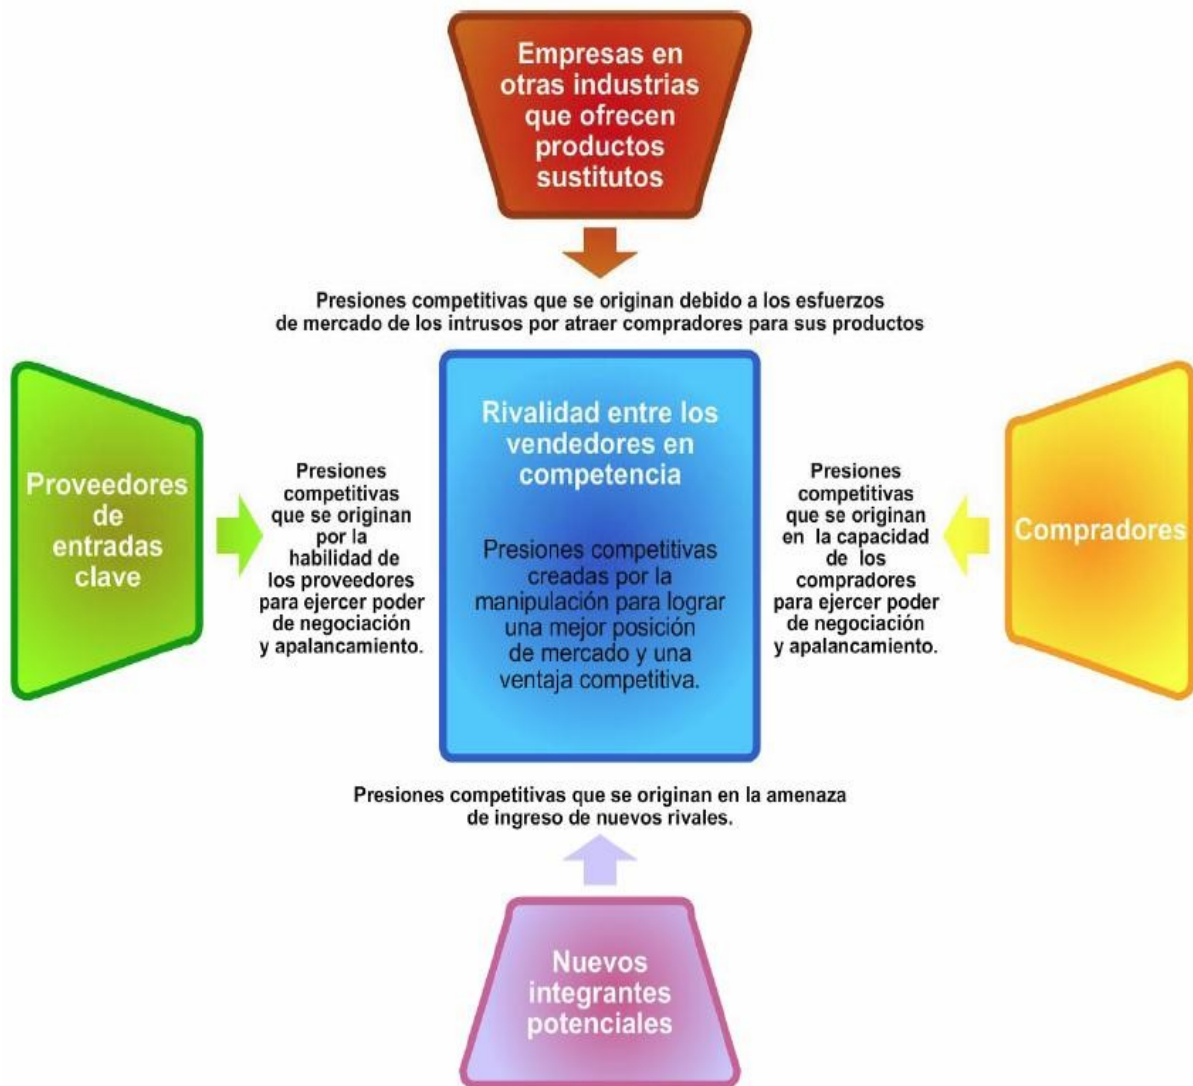 Empresas en
otras industrias
que ofrecen
productos
sustitutos
Presiones competitivas que se originan debido a los esfuerzos
de mercado de los intrusos por atraer compradores para sus productos
Proveedores
de
entradas
clave
Presiones
competitivas
que se originan
por la
habilidad de
los proveedores
para ejercer poder
de negociación
y apalancamiento.
Rivalidad entre los
vendedores en
competencia
Presiones competitivas
creadas por la
manipulación para lograr
una mejor posición
de mercado y una
ventaja competitiva.
Presiones
competitivas
que se originan
en la capacidad
de los
compradores
para ejercer poder
de negociación
y apalancamiento.
Compradores
Presiones competitivas que se originan en la amenaza
de ingreso de nuevos rivales.
Nuevos
integrantes
potenciales